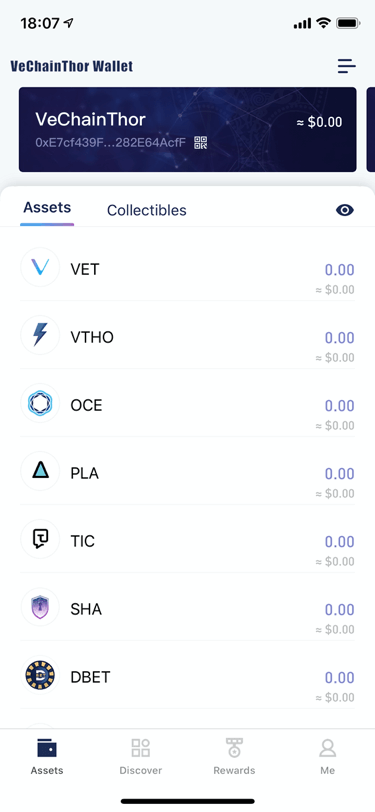 18:07
VeChainThor Wallet
VeChainThor
≈ $0.00
0xE7cf439F...282E64AcfF
Assets
Collectibles
VET
0.00
≈ $0.00
VTHO
0.00
≈ $0.00
OCE
0.00
≈ $0.00
PLA
0.00
≈ $0.00
TIC
0.00
≈ $0.00
SHA
0.00
≈ $0.00
DBET
0.00
≈ $0.00
Assets
Discover
Rewards
Me